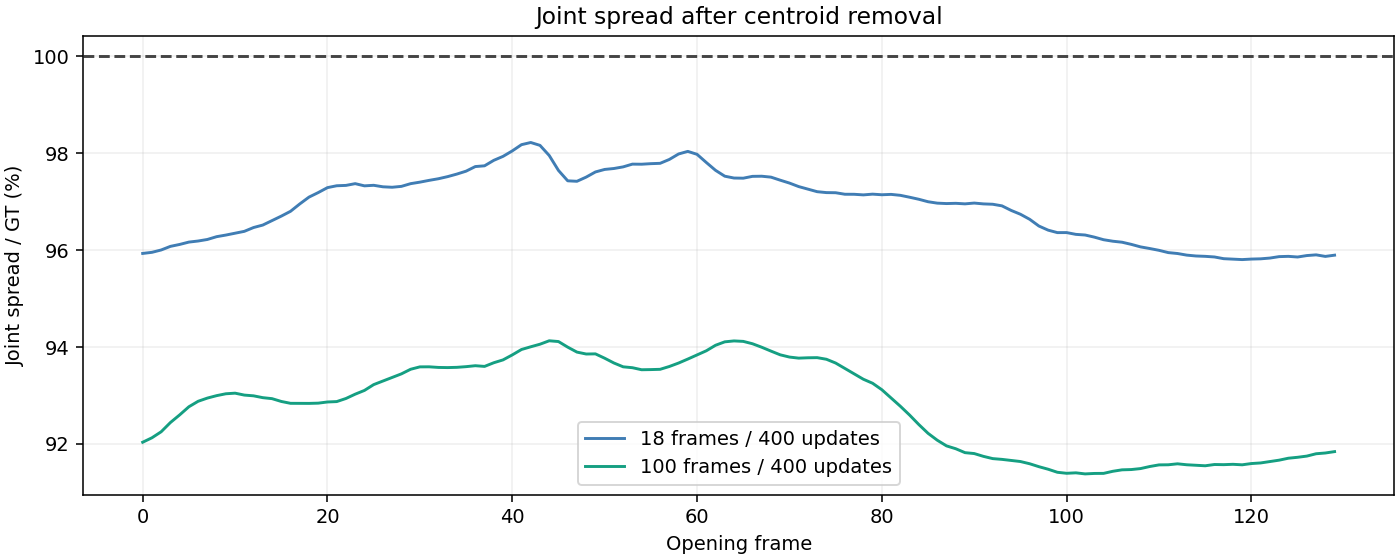 Joint spread after centroid removal
Joint spread / GT (%)
100
98
96
94
92
18 frames / 400 updates
100 frames / 400 updates
0 20 40 60 80 100 120
Opening frame